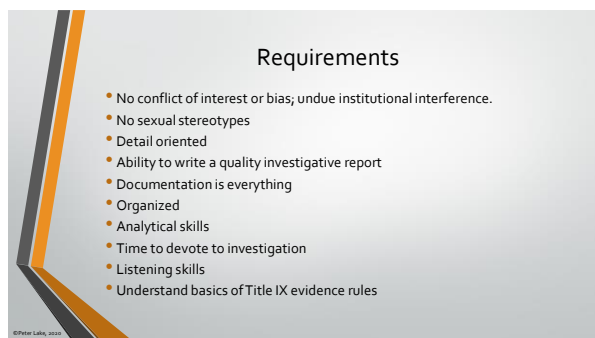 Requirements
No conflict of interest or bias; undue institutional interference.
No sexual stereotypes
Detail oriented
Ability to write a quality investigative report
Documentation is everything
Organized
Analytical skills
Time to devote to investigation
Listening skills
Understand basics of Title IX evidence rules
©Peter Lake, 2020